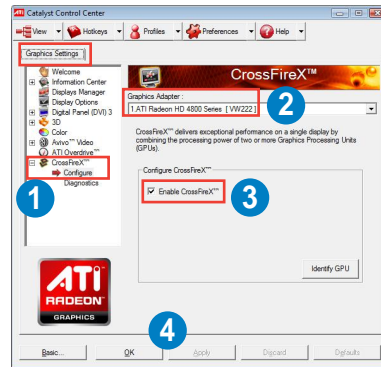 Catalyst Control Center
View
Hotkeys
Profiles
Preferences
Help
Graphics Settings
Welcome
Information Center
Displays Manager
Display Options
Digital Panel (DVI) 3
3D
Color
Avivo™ Video
ATI Overdrive™
CrossFireX™
Configure
Diagnostics
1
CrossFireX™
Graphics Adapter :
1.ATI Radeon HD 4800 Series [ VW222 ]
2
CrossFireX™ delivers exceptional performance on a single display by
combining the processing power of two or more Graphics Processing Units
(GPUs).
Configure CrossFireX™
Enable CrossFireX™
3
Identify GPU
ATI
RADEON
GRAPHICS
4
Basic...
OK
Apply
Discard
Defaults